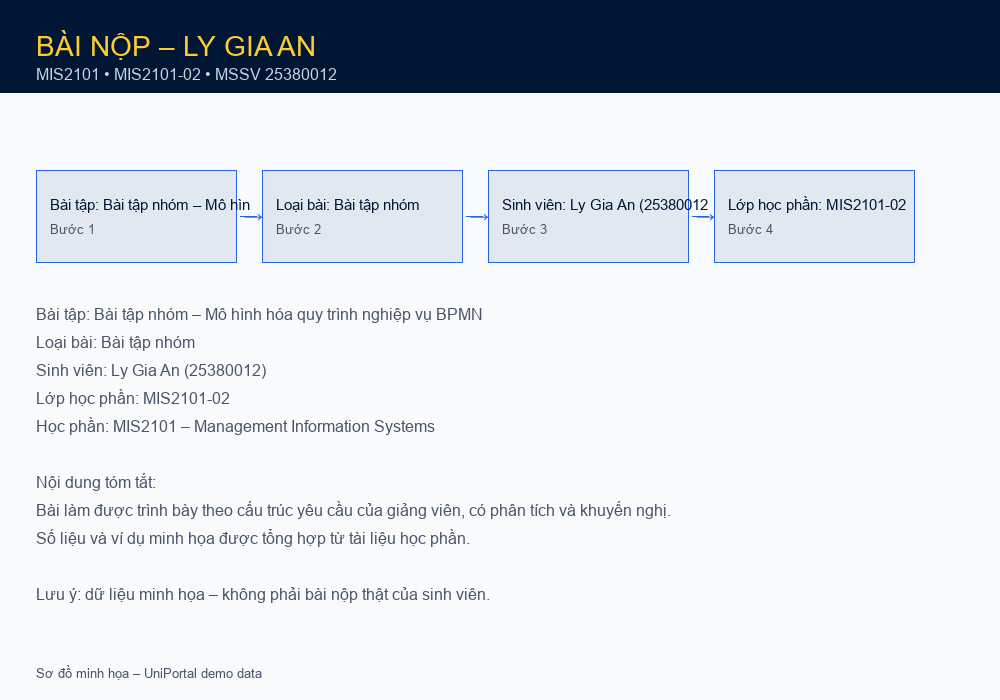 BÀI NỘP – LY GIA AN
MIS2101 • MIS2101-02 • MSSV 25380012
Bài tập: Bài tập nhóm – Mô hìn
Bước 1
Loại bài: Bài tập nhóm
Bước 2
Sinh viên: Ly Gia An (25380012
Bước 3
Lớp học phần: MIS2101-02
Bước 4
Bài tập: Bài tập nhóm – Mô hình hóa quy trình nghiệp vụ BPMN
Loại bài: Bài tập nhóm
Sinh viên: Ly Gia An (25380012)
Lớp học phần: MIS2101-02
Học phần: MIS2101 – Management Information Systems
Nội dung tóm tắt:
Bài làm được trình bày theo cấu trúc yêu cầu của giảng viên, có phân tích và khuyến nghị.
Số liệu và ví dụ minh họa được tổng hợp từ tài liệu học phần.
Lưu ý: dữ liệu minh họa – không phải bài nộp thật của sinh viên.
Sơ đồ minh họa – UniPortal demo data